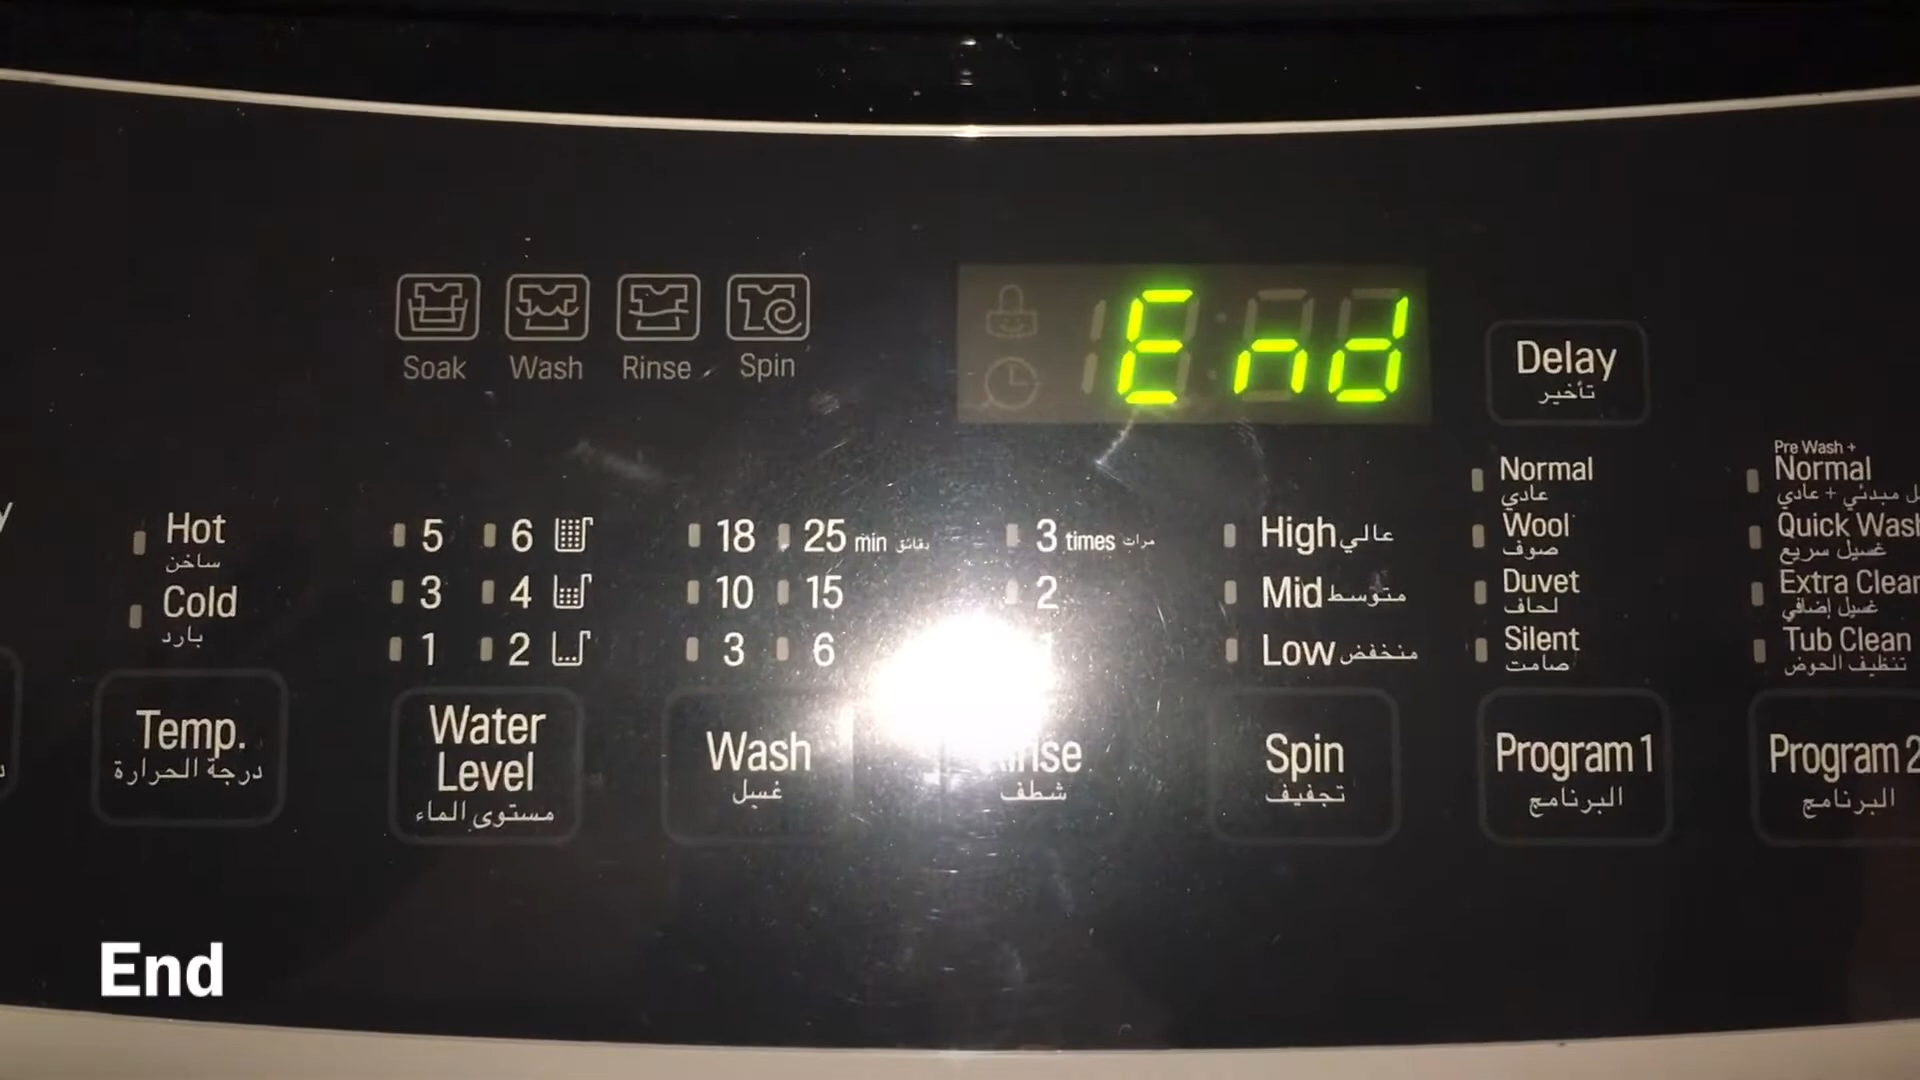 End
Soak Wash Rinse Spin
Delay
تأخير
Hot
ساخن
Cold
بارد
Temp.
درجة الحرارة
5 6
3 4
1 2
Water
Level
مستوى الماء
18 25 min دقائق
10 15
3 6
Wash
غسيل
3 times مرات
2
شطف
High عالي
Mid متوسط
Low منخفض
Spin
تجفيف
Normal
عادي
Wool
صوف
Duvet
لحاف
Silent
صامت
Program 1
البرنامج
Pre Wash +
Normal
مبدئي + عادي
Quick Wash
غسيل سريع
Extra Clean
غسيل إضافي
Tub Clean
تنظيف الحوض
Program 2
البرنامج
End